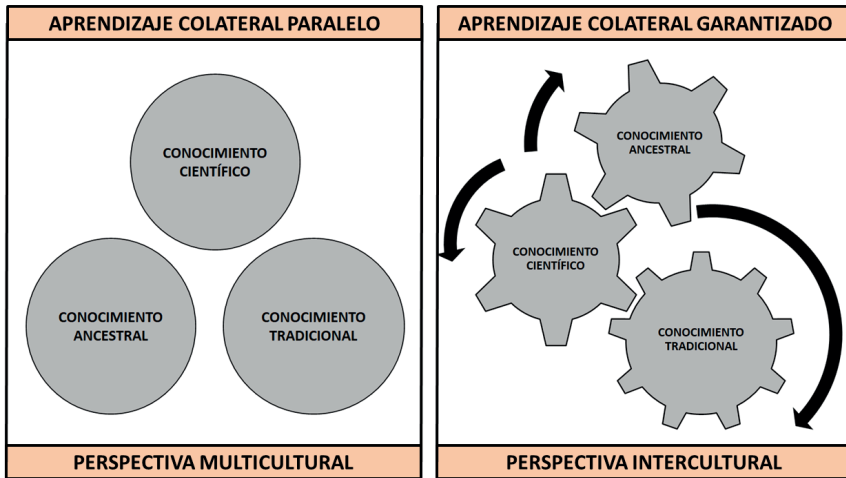 APRENDIZAJE COLATERAL PARALELO
CONOCIMIENTO
CIENTÍFICO
CONOCIMIENTO
ANCESTRAL
CONOCIMIENTO
TRADICIONAL
PERSPECTIVA MULTICULTURAL
APRENDIZAJE COLATERAL GARANTIZADO
CONOCIMIENTO
ANCESTRAL
CONOCIMIENTO
CIENTÍFICO
CONOCIMIENTO
TRADICIONAL
PERSPECTIVA INTERCULTURAL